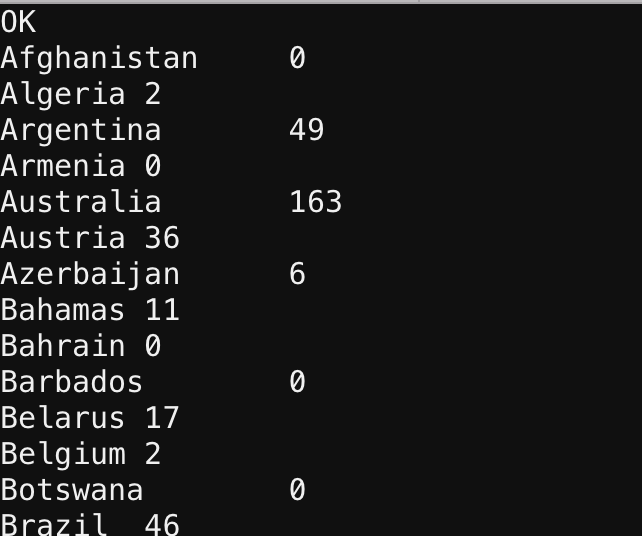 OK
Afghanistan	0
Algeria	2
Argentina	49
Armenia	0
Australia	163
Austria	36
Azerbaijan	6
Bahamas	11
Bahrain	0
Barbados	0
Belarus	17
Belgium	2
Botswana	0
Brazil	46